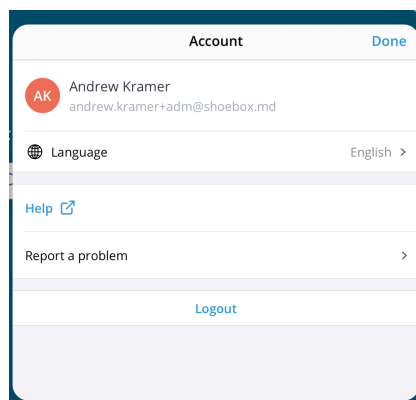 Account
Done
AK
Andrew Kramer
andrew.kramer+adm@shoebox.md
Language
English
Help
Report a problem
Logout